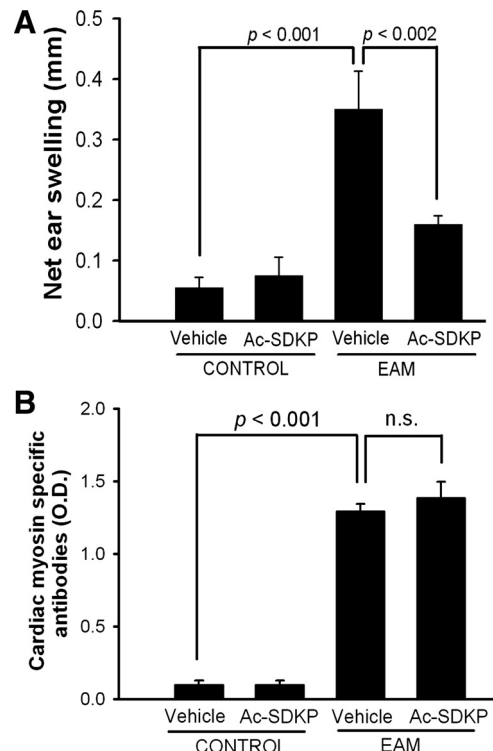 A
Net ear swelling (mm)
0.5
0.4
0.3
0.2
0.1
0.0
p < 0.001
p < 0.002
Vehicle Ac-SDKP Vehicle Ac-SDKP
CONTROL EAM
B
Cardiac myosin specific
antibodies (O.D.)
2.0
1.5
1.0
0.5
0.0
p < 0.001
n.s.
Vehicle Ac-SDKP Vehicle Ac-SDKP
CONTROL EAM